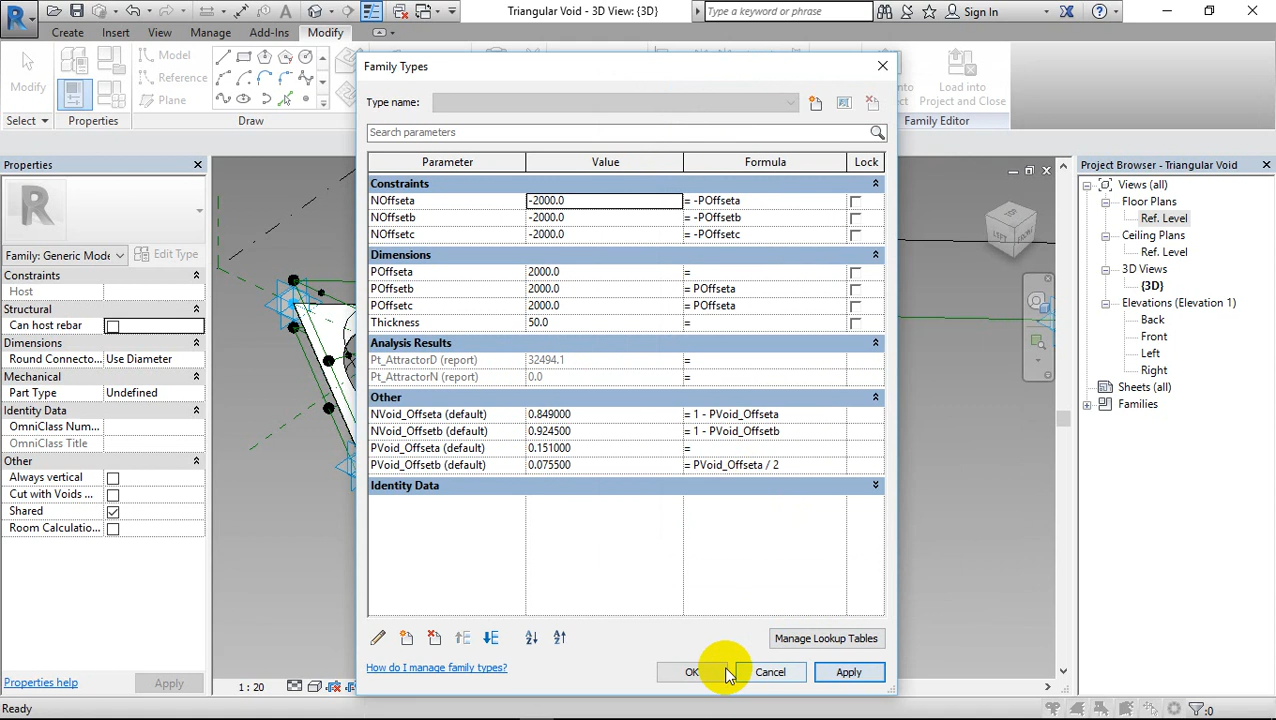 Triangular Void - 3D View: {3D}
Type a keyword or phrase
Sign In
Create Insert View Manage Add-Ins Modify
Modify
Model
Reference
Plane
Load into
Project and Close
Select Properties Draw Family Editor
Properties
Family: Generic Mode Edit Type
Constraints
Host
Structural
Can host rebar
Dimensions
Round Connecto... Use Diameter
Mechanical
Part Type Undefined
Identity Data
OmniClass Num...
OmniClass Title
Other
Always vertical
Cut with Voids ...
Shared
Room Calculatio...
Properties help Apply
Family Types
Type name:
Search parameters
Parameter Value Formula Lock
Constraints
NOffseta -2000.0 = -POffseta
NOffsetb -2000.0 = -POffsetb
NOffsetc -2000.0 = -POffsetc
Dimensions
POffseta 2000.0 =
POffsetb 2000.0 = POffseta
POffsetc 2000.0 = POffseta
Thickness 50.0 =
Analysis Results
Pt_AttractorD (report) 32494.1 =
Pt_AttractorN (report) 0.0 =
Other
NVoid_Offseta (default) 0.849000 = 1 - PVoid_Offseta
NVoid_Offsetb (default) 0.924500 = 1 - PVoid_Offsetb
PVoid_Offseta (default) 0.151000 =
PVoid_Offsetb (default) 0.075500 = PVoid_Offseta / 2
Identity Data
Manage Lookup Tables
How do I manage family types?
OK Cancel Apply
LEFT FRONT
Project Browser - Triangular Void
Views (all)
Floor Plans
Ref. Level
Ceiling Plans
Ref. Level
3D Views
{3D}
Elevations (Elevation 1)
Back
Front
Left
Right
Sheets (all)
Families
1 : 20
Ready
:0